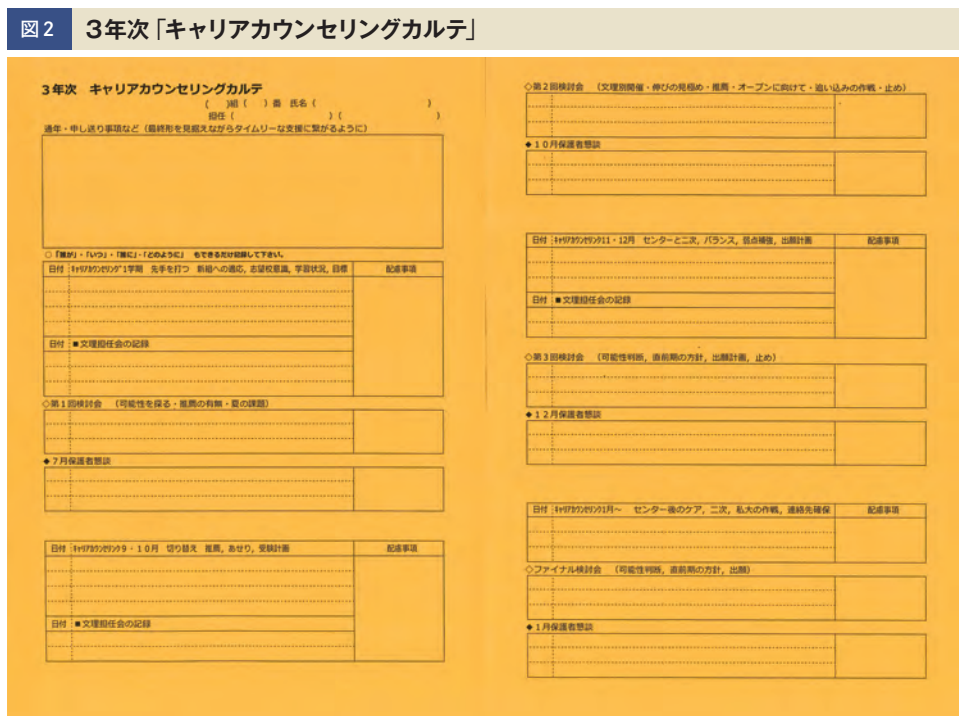 図2 3年次「キャリアカウンセリングカルテ」
3年次 キャリアカウンセリングカルテ
( )組( )番 氏名( )
担任( )( )
通年・申し送り事項など(最終形を見据えながらタイムリーな支援に繋がるように)
○「誰が」・「いつ」・「誰に」・「どのように」 もできるだけ記録して下さい。
日付 ｷｬﾘｱｶｳﾝｾﾘﾝｸﾞ1学期 先手を打つ 新組への適応, 志望校意識, 学習状況, 目標 配慮事項
日付 ■文理担任会の記録
◇第1回検討会 (可能性を探る・推薦の有無・夏の課題)
◆7月保護者懇談
日付 ｷｬﾘｱｶｳﾝｾﾘﾝｸ9・10月 切り替え 推薦, あせり, 受験計画 配慮事項
日付 ■文理担任会の記録
◇第2回検討会 (文理別開催・伸びの見極め・推薦・オープンに向けて・追い込みの作戦・止め)
◆10月保護者懇談
日付 ｷｬﾘｱｶｳﾝｾﾘﾝｸ11・12月 センターと二次, バランス, 弱点補強, 出願計画 配慮事項
日付 ■文理担任会の記録
◇第3回検討会 (可能性判断, 直前期の方針, 出願計画, 止め)
◆12月保護者懇談
日付 ｷｬﾘｱｶｳﾝｾﾘﾝｸ1月～ センター後のケア, 二次, 私大の作戦, 連絡先確保 配慮事項
◇ファイナル検討会 (可能性判断, 直前期の方針, 出願)
◆1月保護者懇談